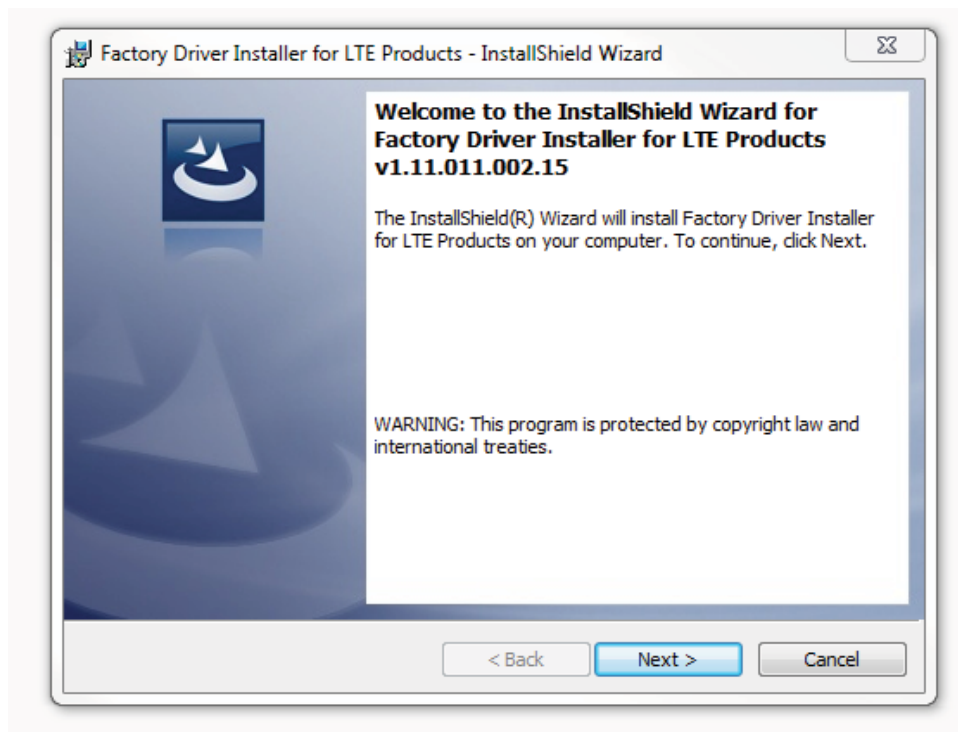 Factory Driver Installer for LTE Products - InstallShield Wizard
Welcome to the InstallShield Wizard for
Factory Driver Installer for LTE Products
v1.11.011.002.15
The InstallShield(R) Wizard will install Factory Driver Installer
for LTE Products on your computer. To continue, click Next.
WARNING: This program is protected by copyright law and
international treaties.
< Back
Next >
Cancel